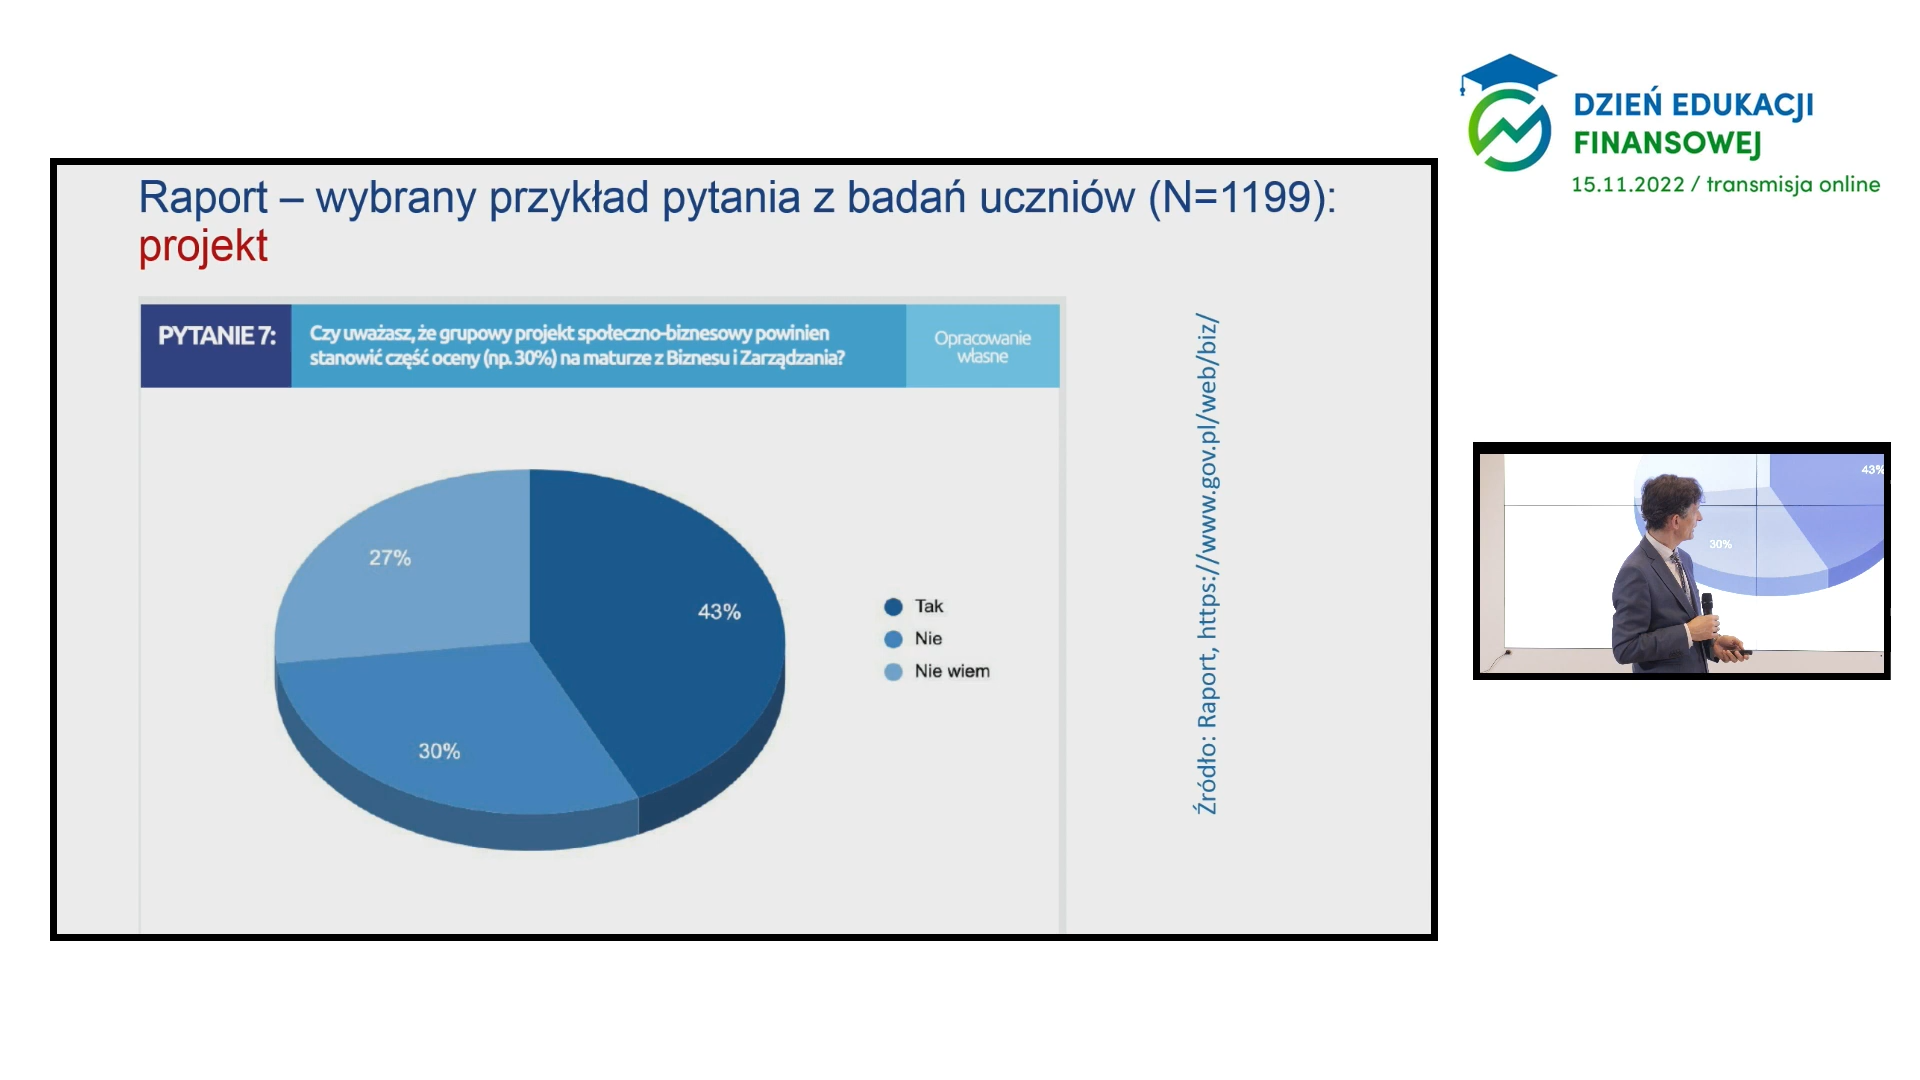 DZIEŃ EDUKACJI
FINANSOWEJ
15.11.2022 / transmisja online
Raport – wybrany przykład pytania z badań uczniów (N=1199):
projekt
PYTANIE 7:
Czy uważasz, że grupowy projekt społeczno-biznesowy powinien
stanowić część oceny (np. 30%) na maturze z Biznesu i Zarządzania?
Opracowanie
własne
27%
43%
30%
Tak
Nie
Nie wiem
Źródło: Raport, https://www.gov.pl/web/biz/
43%
30%